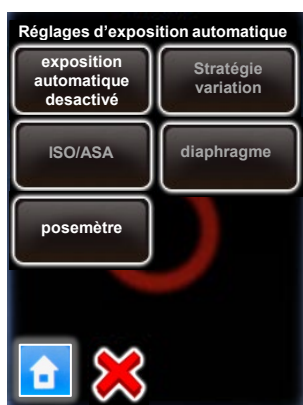 Réglages d'exposition automatique
exposition
automatique
desactivé
Stratégie
variation
ISO/ASA
diaphragme
posemètre